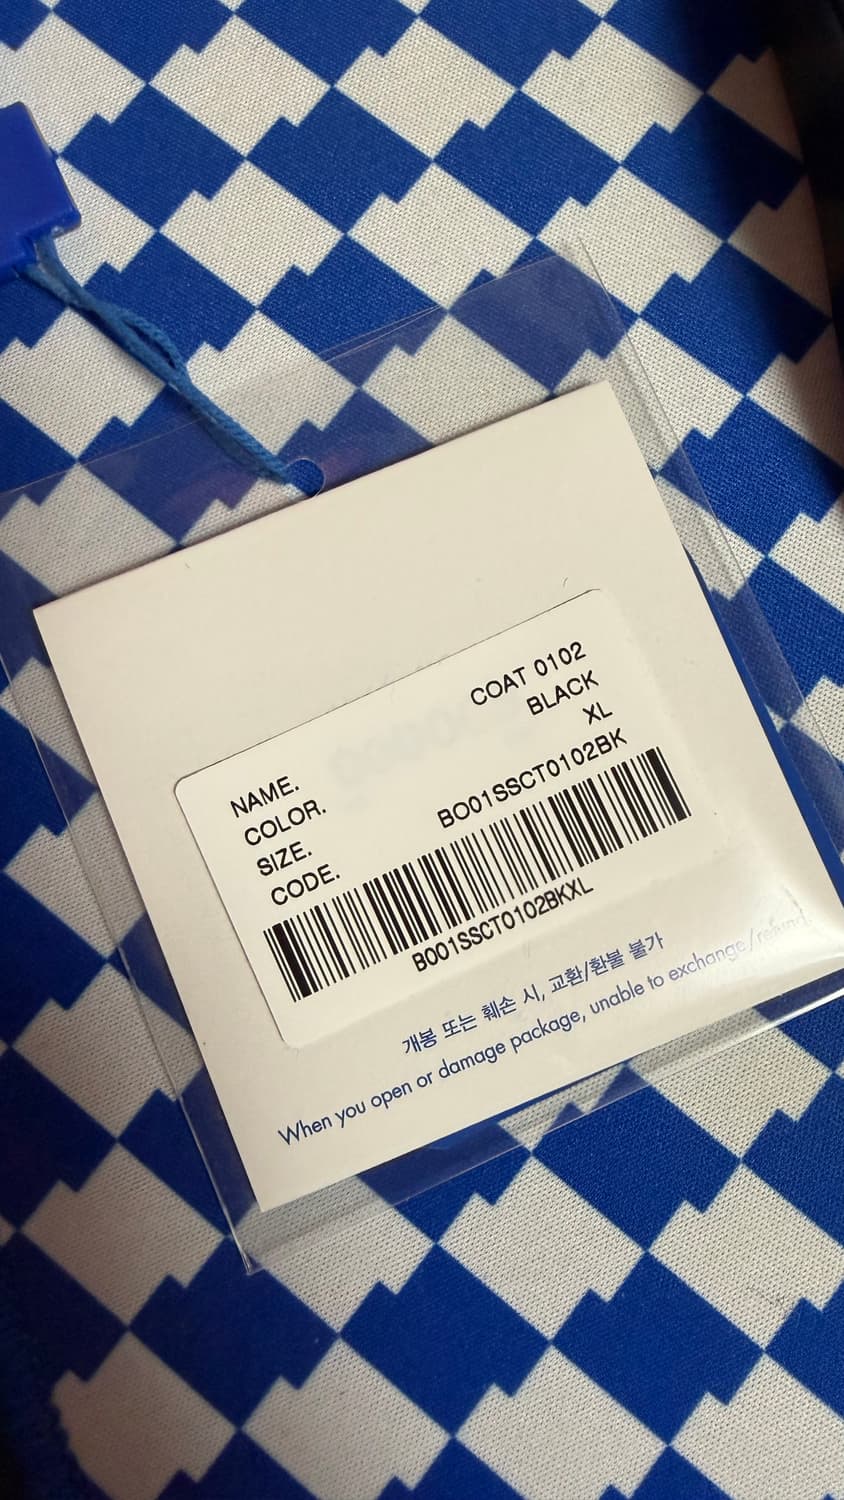 NAME. COAT 0102
COLOR. BLACK
SIZE. XL
CODE. BO01SSCT0102BK
BO01SSCT0102BKXL
개봉 또는 훼손 시, 교환/환불 불가
When you open or damage package, unable to exchange/refund.